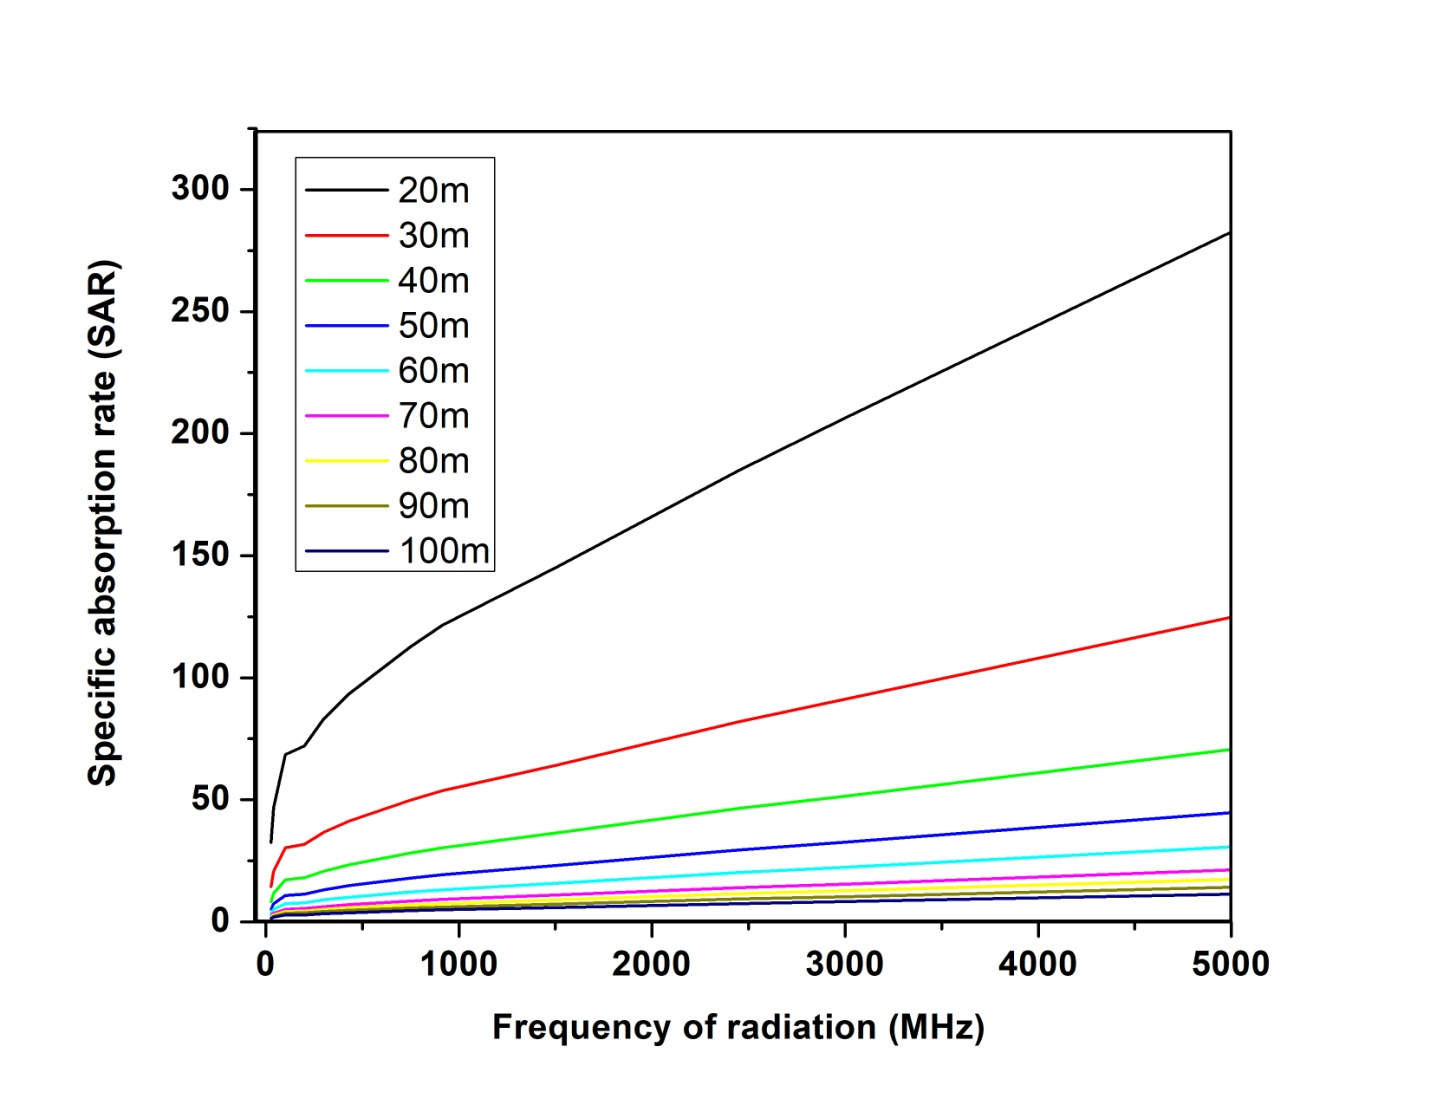 Specific absorption rate (SAR)
300
250
200
150
100
50
0
20m
30m
40m
50m
60m
70m
80m
90m
100m
0 1000 2000 3000 4000 5000
Frequency of radiation (MHz)